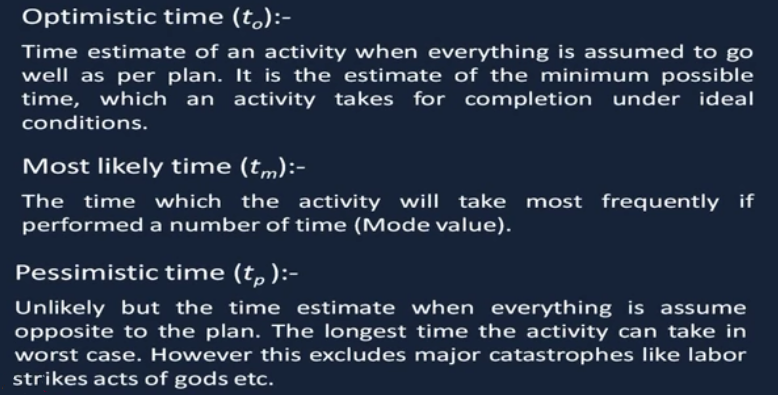 Optimistic time (tₒ):-
Time estimate of an activity when everything is assumed to go
well as per plan. It is the estimate of the minimum possible
time, which an activity takes for completion under ideal
conditions.
Most likely time (tₘ):-
The time which the activity will take most frequently if
performed a number of time (Mode value).
Pessimistic time (tₚ):-
Unlikely but the time estimate when everything is assume
opposite to the plan. The longest time the activity can take in
worst case. However this excludes major catastrophes like labor
strikes acts of gods etc.